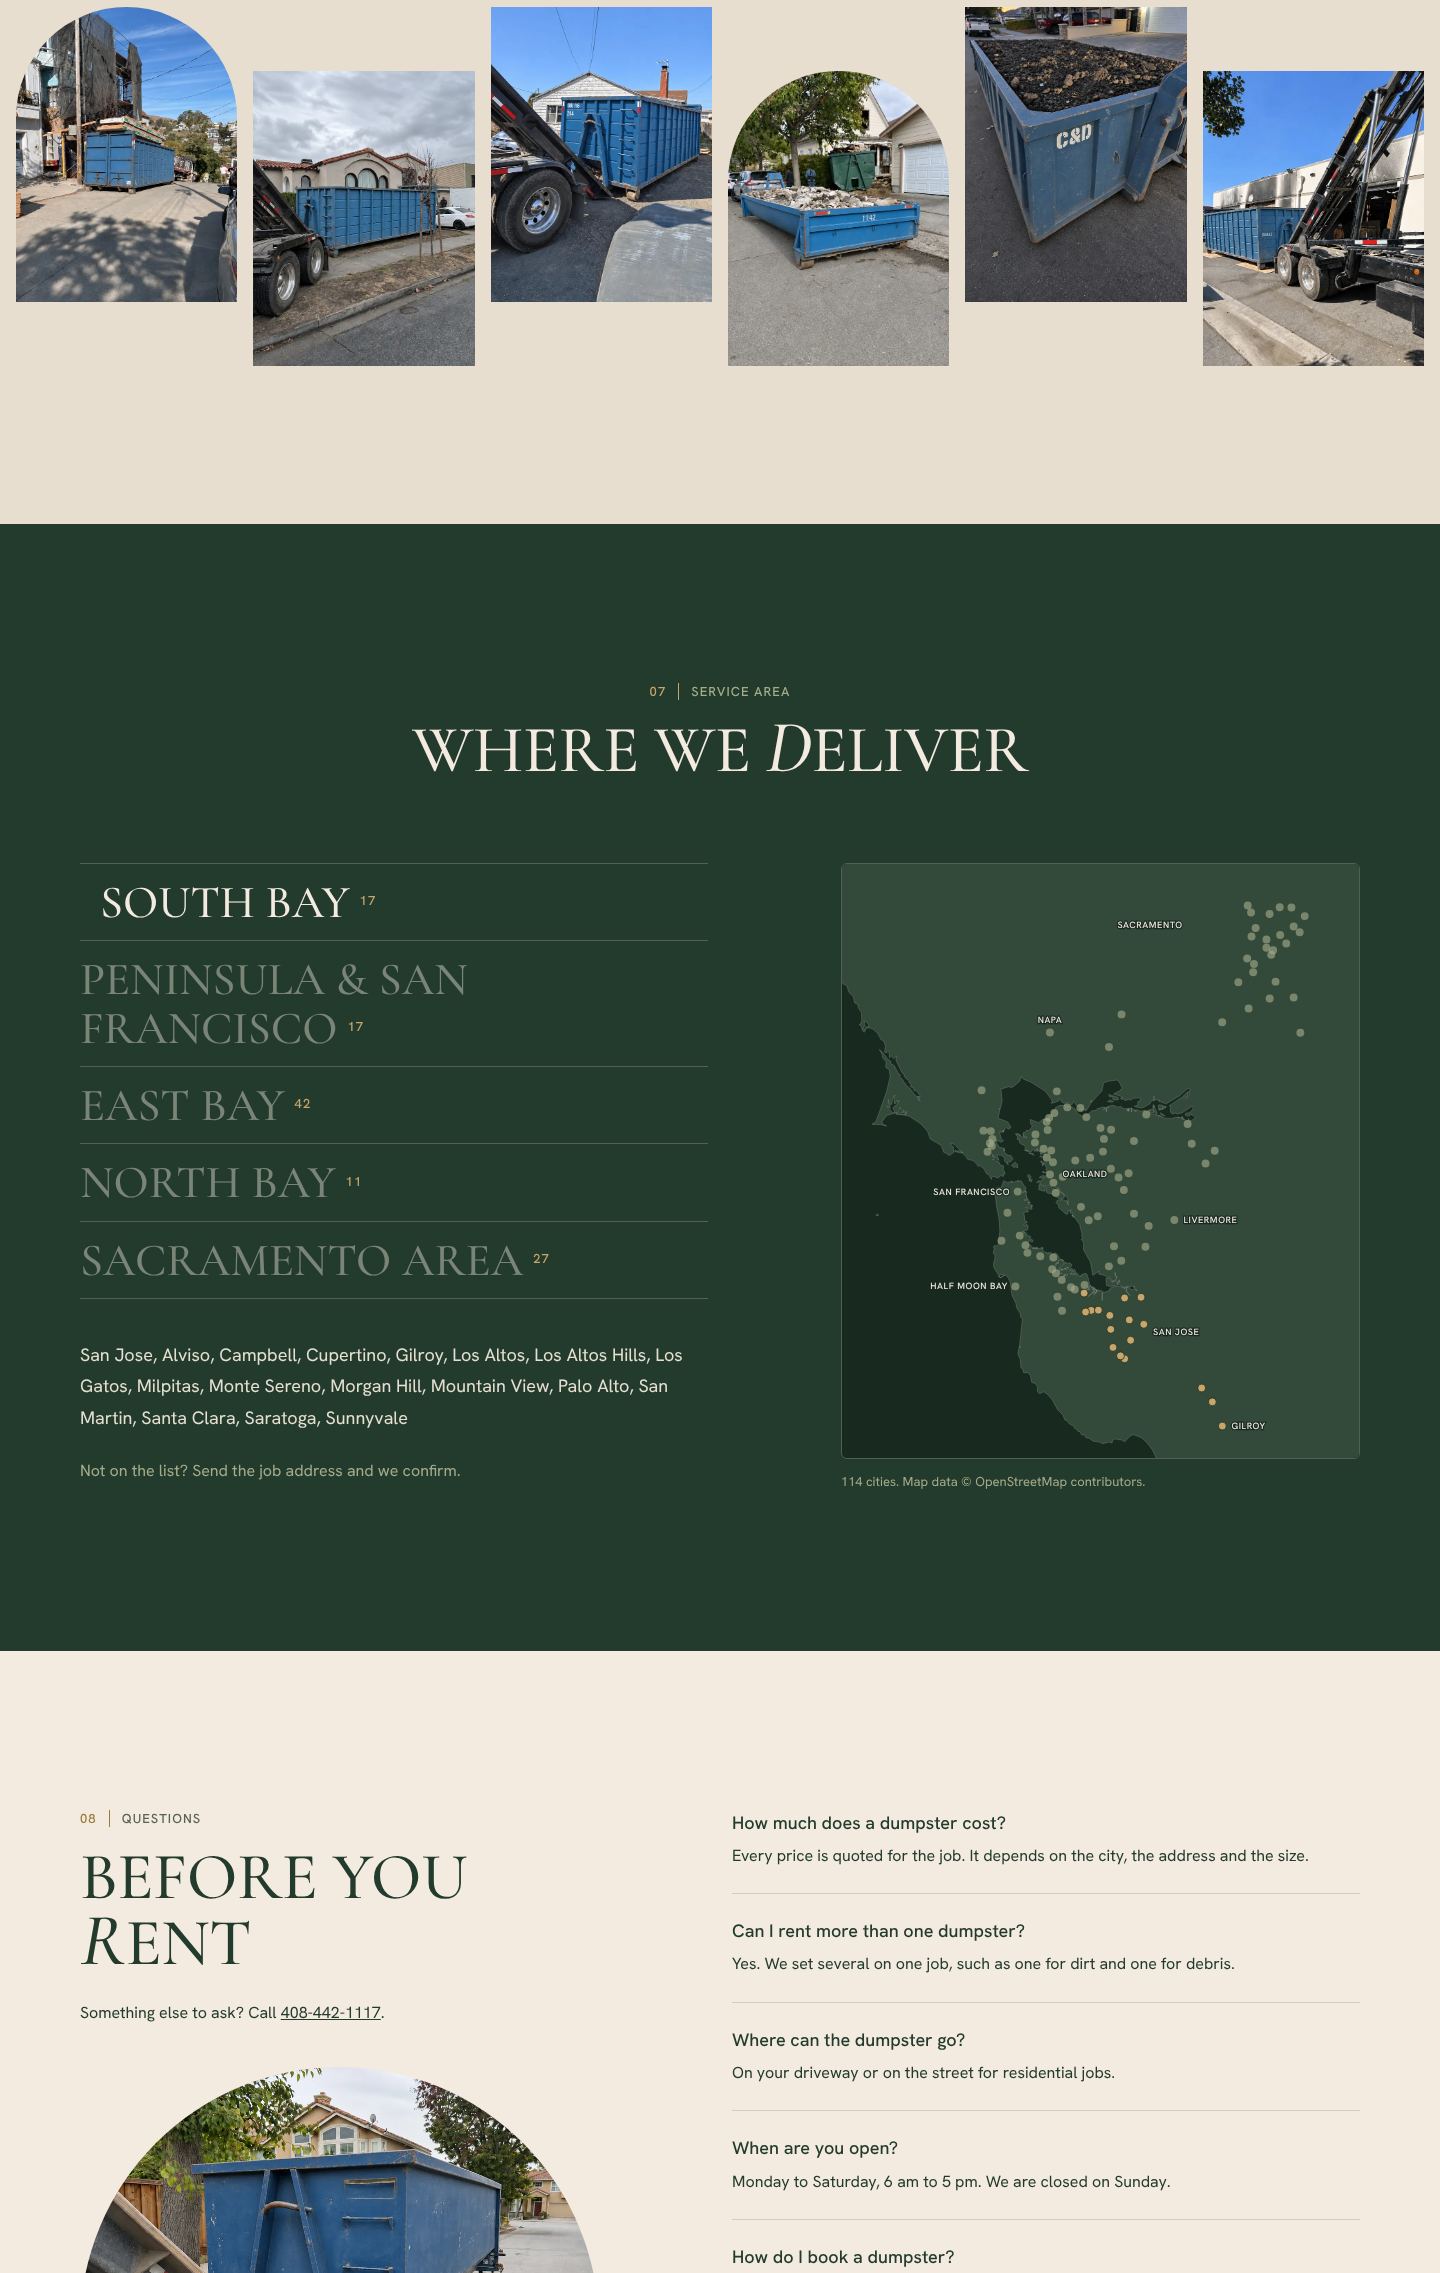 C&D
1142
07 | SERVICE AREA
WHERE WE DELIVER
SOUTH BAY 17
PENINSULA & SAN
FRANCISCO 17
EAST BAY 42
NORTH BAY 11
SACRAMENTO AREA 27
San Jose, Alviso, Campbell, Cupertino, Gilroy, Los Altos, Los Altos Hills, Los
Gatos, Milpitas, Monte Sereno, Morgan Hill, Mountain View, Palo Alto, San
Martin, Santa Clara, Saratoga, Sunnyvale
Not on the list? Send the job address and we confirm.
SACRAMENTO
NAPA
OAKLAND
SAN FRANCISCO
LIVERMORE
HALF MOON BAY
SAN JOSE
GILROY
114 cities. Map data © OpenStreetMap contributors.
08 | QUESTIONS
BEFORE YOU
RENT
Something else to ask? Call 408-442-1117.
How much does a dumpster cost?
Every price is quoted for the job. It depends on the city, the address and the size.
Can I rent more than one dumpster?
Yes. We set several on one job, such as one for dirt and one for debris.
Where can the dumpster go?
On your driveway or on the street for residential jobs.
When are you open?
Monday to Saturday, 6 am to 5 pm. We are closed on Sunday.
How do I book a dumpster?